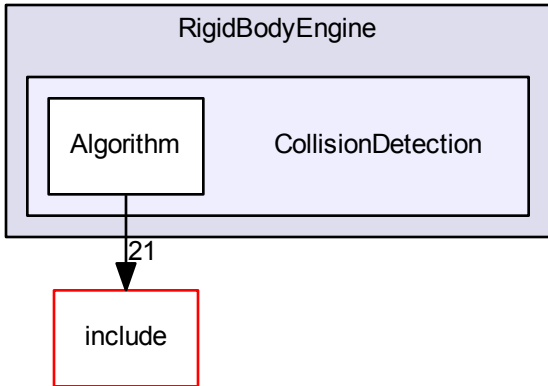 RigidBodyEngine
Algorithm
CollisionDetection
21
include